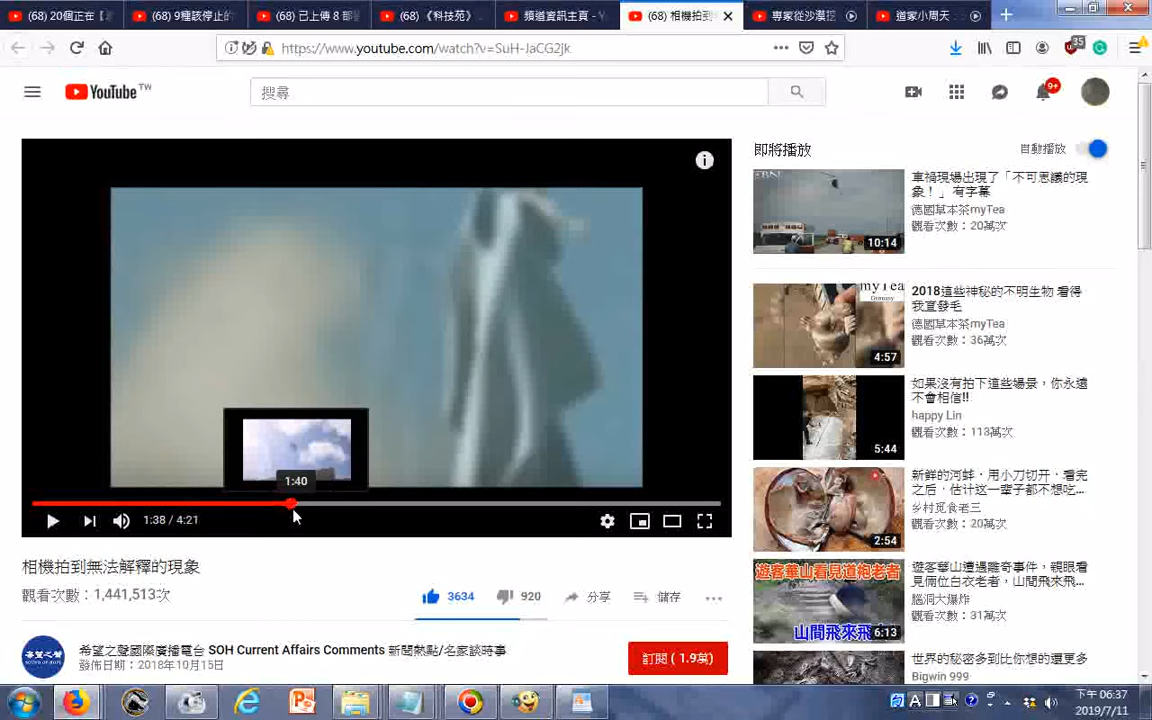 (68) 20個正在【
(68) 9種該停止的
(68) 已上傳 8 部
(68) 《科技苑》
頻道資訊主頁 - Y
(68) 相機拍到
專家從沙漠挖
道家小周天
https://www.youtube.com/watch?v=SuH-JaCG2jk
35
YouTube TW
搜尋
9+
即將播放
自動播放
車禍現場出現了「不可思議的現
象！」 有字幕
德國草本茶myTea
觀看次數：20萬次
10:14
myTea
Germany
2018這些神秘的不明生物 看得
我直發毛
德國草本茶myTea
觀看次數：36萬次
4:57
如果沒有拍下這些場景，你永遠
不會相信!!
happy Lin
觀看次數：113萬次
5:44
新鲜的河蚌，用小刀切开，看完
之后，估计这一辈子都不想吃...
乡村觅食老三
觀看次數：20萬次
2:54
遊客華山遭遇離奇事件，親眼看
見倆位白衣老者，山間飛來飛...
腦洞大爆炸
觀看次數：31萬次
遊客華山看見道袍老者
山間飛來飛
6:13
世界的秘密多到比你想的還更多
Bigwin 999
1:40
1:38 / 4:21
相機拍到無法解釋的現象
觀看次數：1,441,513次
3634
920
分享
儲存
希望之聲
SOUND OF HOPE
希望之聲國際廣播電台 SOH Current Affairs Comments 新聞熱點/名家談時事
發佈日期：2018年10月15日
訂閱 ( 1.9萬)
下午 06:37
2019/7/11